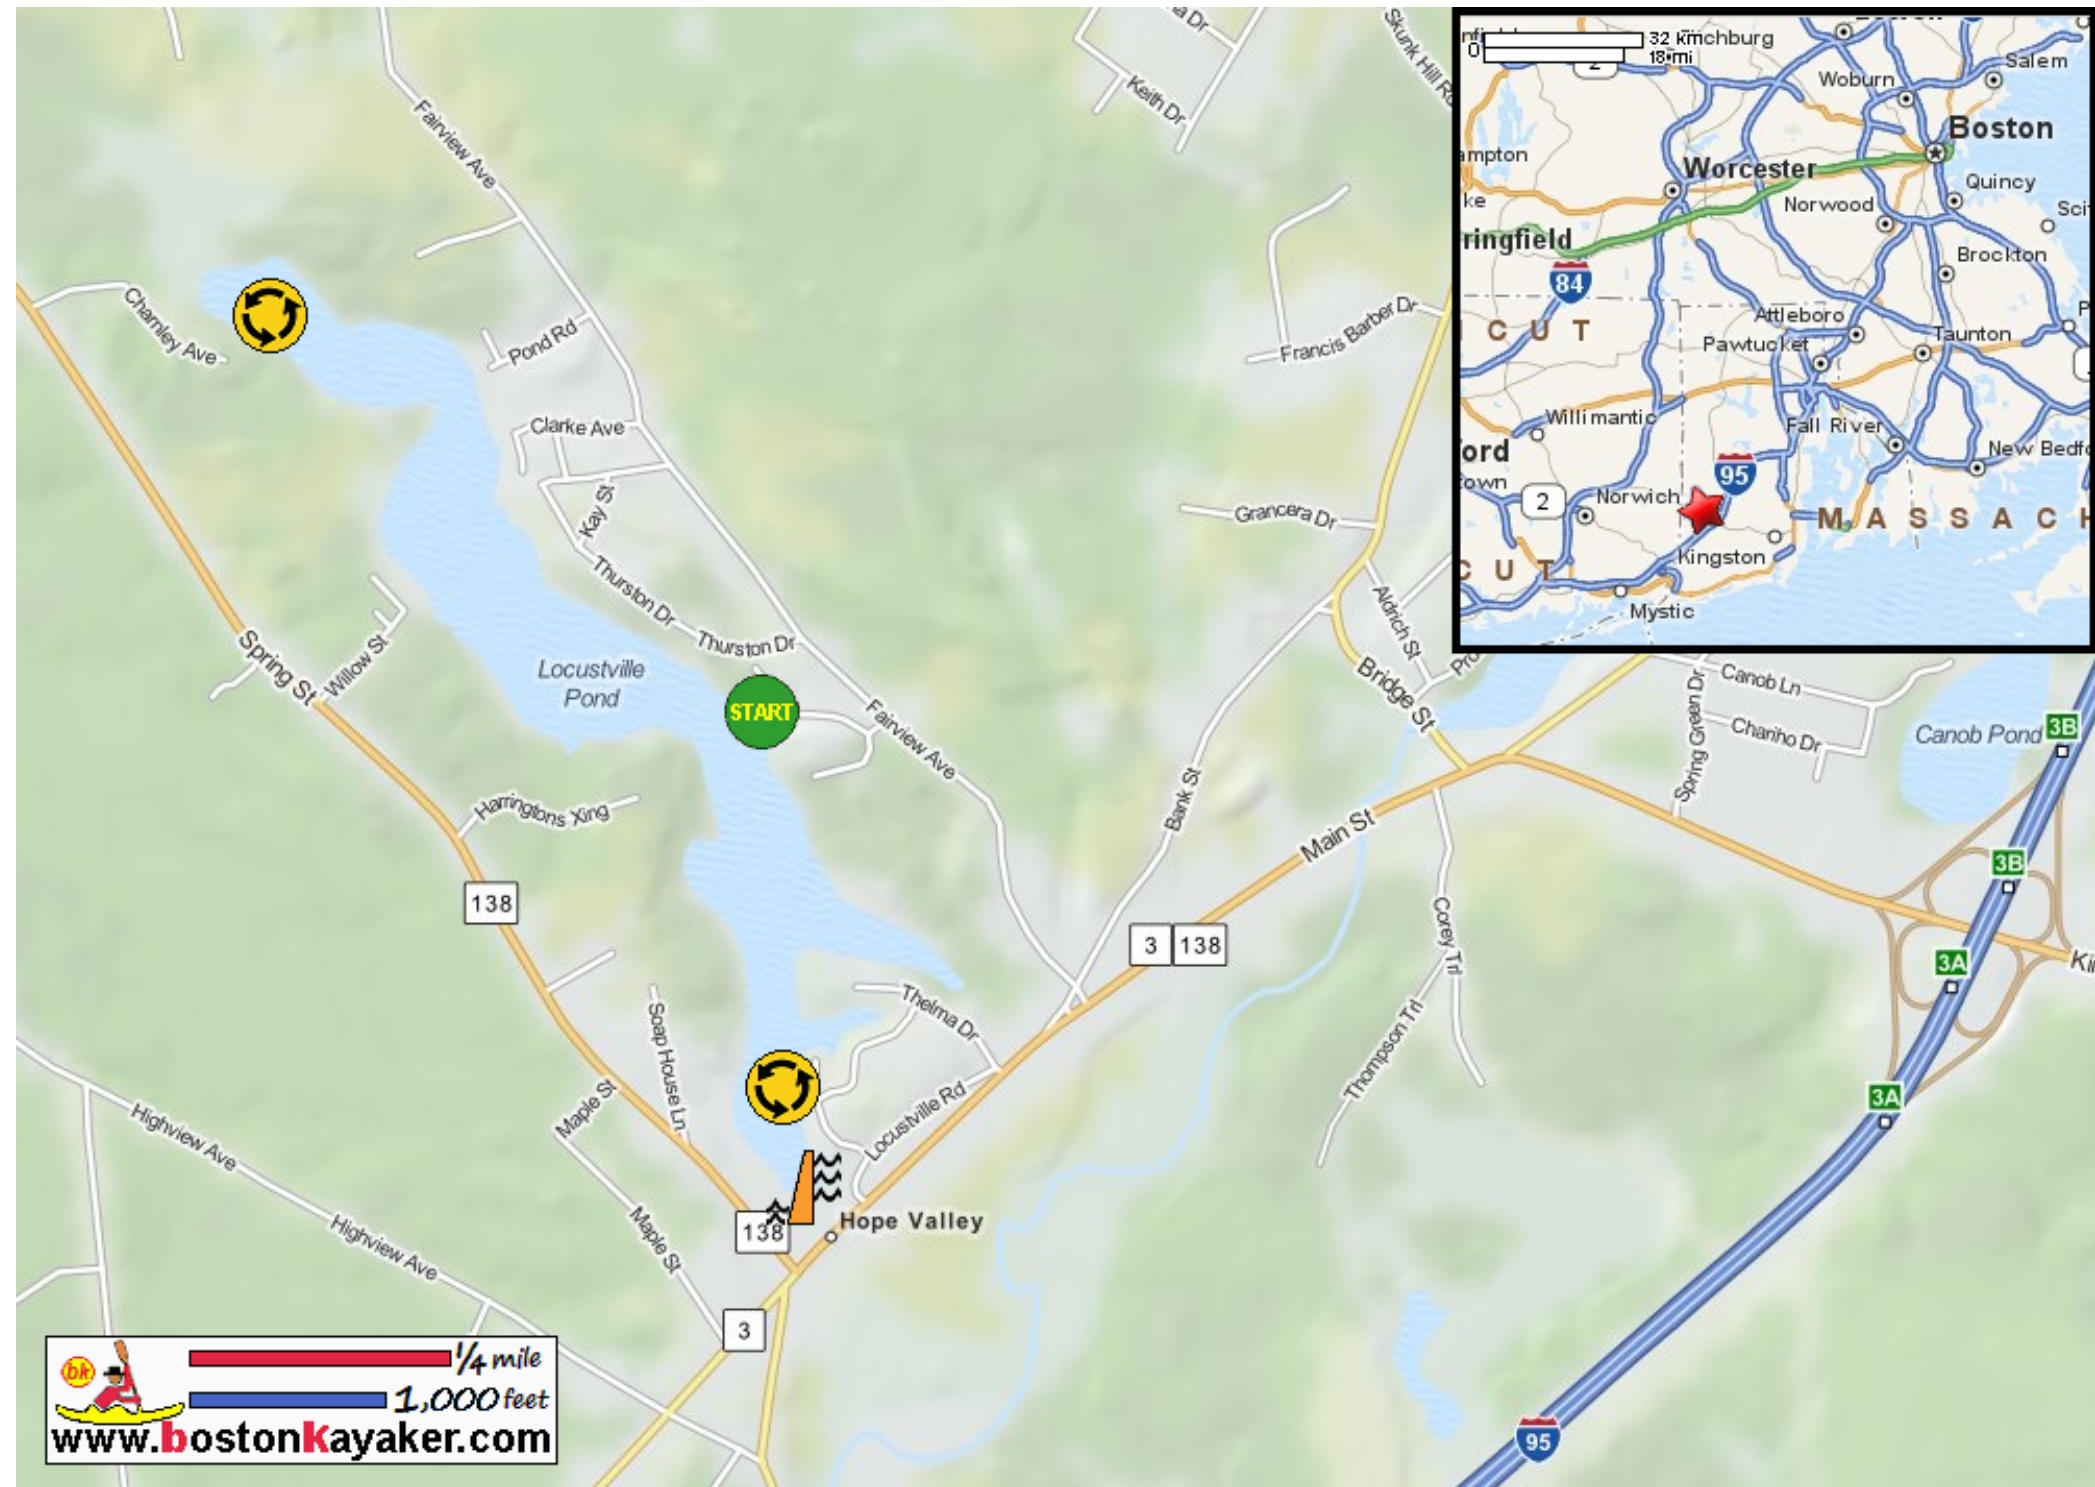 Fairview Ave
Keith Dr
Skunk Hill Rd
Charnley Ave
Pond Rd
Clarke Ave
Kay St
Thurston Dr
Thurston Dr
Francis Barber Dr
Grancera Dr
Aldrich St
Bridge St
Spring St
Willow St
Locustville
Pond
START
Fairview Ave
Harringtons Xing
138
Bank St
Main St
3
138
Spring Green Dr
Canob Ln
Chariho Dr
Canob Pond
3B
3B
3A
3A
Corey Trl
Thompson Trl
Soap House Ln
Thelma Dr
Locustville Rd
Maple St
Maple St
Highview Ave
Highview Ave
138
Hope Valley
3
95
1/4 mile
1,000 feet
bk
www.bostonkayaker.com
0
32 km
18 mi
2
Woburn
Salem
Boston
Worcester
Quincy
Norwood
Brockton
84
Attleboro
Pawtucket
Taunton
Willimantic
Fall River
95
2
Norwich
Kingston
Mystic